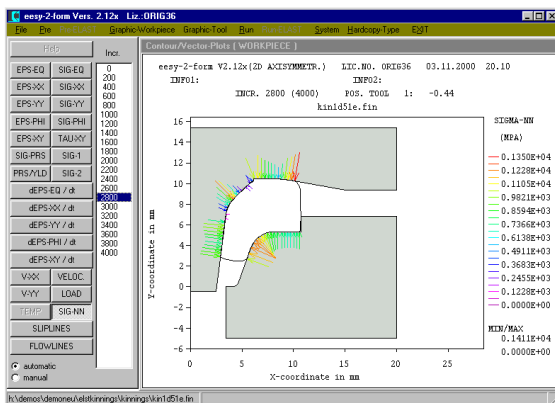 eesy-2-form Vers. 2.12x Liz.:ORIG36
File Pre Graphic-Workpiece Graphic-Tool Run System Hardcopy-Type EXIT
Help
Incr.
EPS-EQ SIG-EQ
EPS-XX SIG-XX
EPS-YY SIG-YY
EPS-PHI SIG-PHI
EPS-XY TAU-XY
SIG-PRS SIG-1
PRS/YLD SIG-2
dEPS-EQ / dt
dEPS-XX / dt
dEPS-YY / dt
dEPS-PHI / dt
dEPS-XY / dt
V-XX VELOC.
V-YY LOAD
TEMP. SIG-NN
SLIPLINES
FLOWLINES
automatic
manual
0
200
400
600
800
1000
1200
1400
1600
1800
2000
2200
2400
2600
2800
3000
3200
3400
3600
3800
4000
Contour/Vector-Plots ( WORKPIECE )
eesy-2-form V2.12x(2D AXISYMMETR.) LIC.NO. ORIG36 03.11.2000 20.10
INFO1: INFO2:
INCR. 2800 (4000) POS. TOOL 1: -0.44
kin1d51e.fin
16
14
12
10
8
6
4
2
0
-2
-4
-6
Y-coordinate in mm
0 5 10 15 20 25
X-coordinate in mm
SIGMA-NN
(MPA)
0.1350E+04
0.1228E+04
0.1105E+04
0.9821E+03
0.8594E+03
0.7366E+03
0.6138E+03
0.4911E+03
0.3683E+03
0.2455E+03
0.1228E+03
0.0000E+00
MIN/MAX
0.1411E+04
0.0000E+00
h:\demos\demoneu\elstkinnings\kinnings\kin1d51e.fin